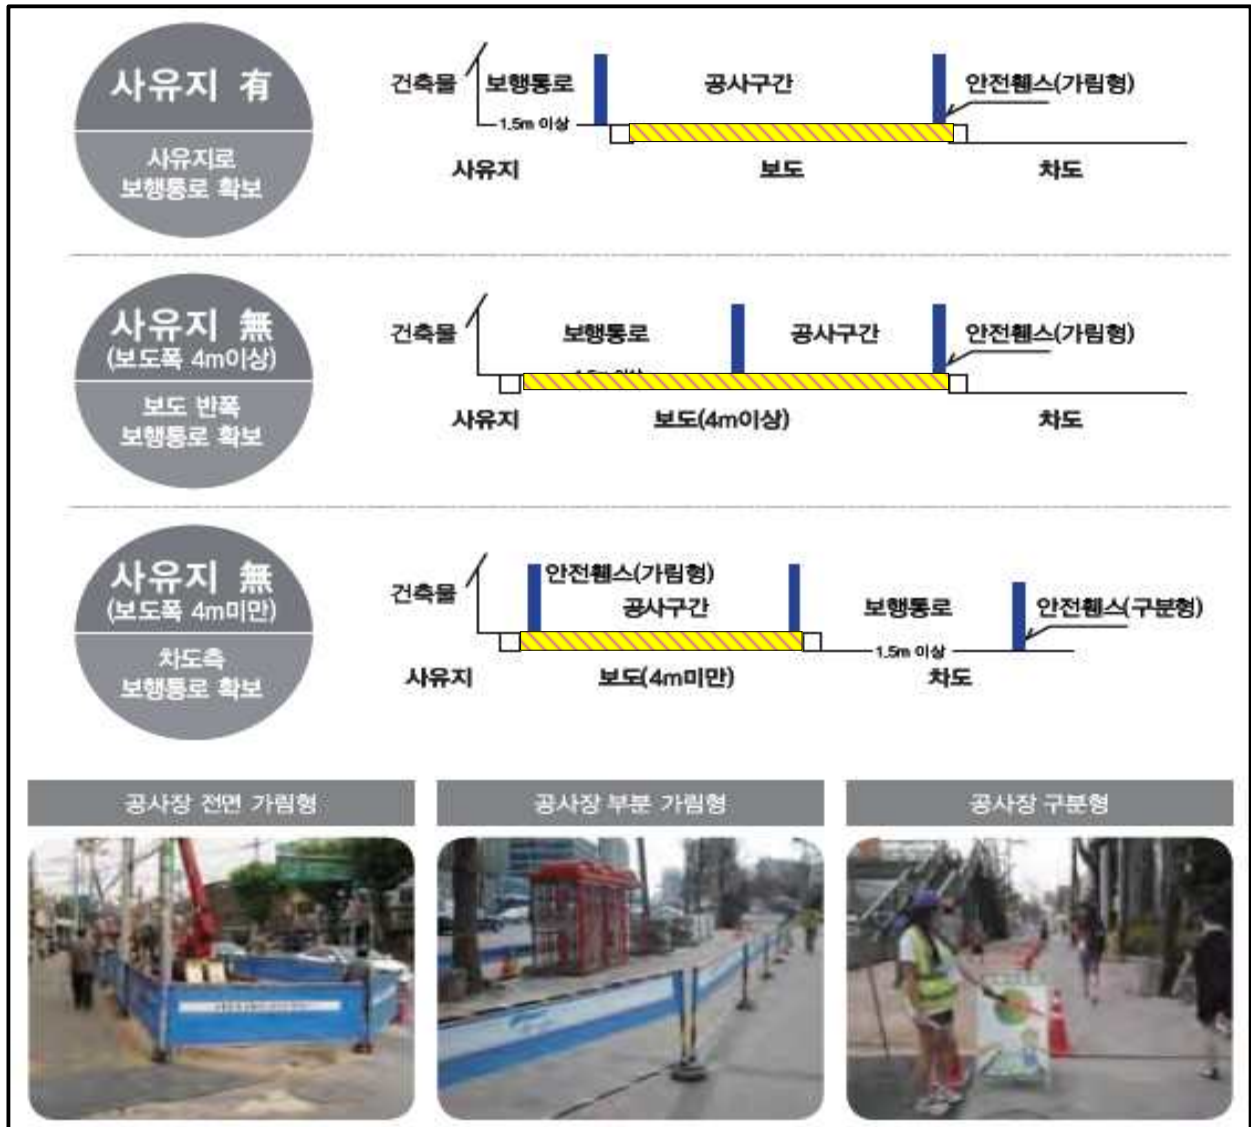 사유지 有
사유지로
보행통로 확보
건축물
보행통로
공사구간
안전휀스(가림형)
1.5m 이상
사유지
보도
차도
사유지 無
(보도폭 4m이상)
보도 반폭
보행통로 확보
건축물
보행통로
공사구간
안전휀스(가림형)
사유지
보도(4m이상)
차도
사유지 無
(보도폭 4m미만)
차도측
보행통로 확보
건축물
안전휀스(가림형)
공사구간
보행통로
안전휀스(구분형)
1.5m 이상
사유지
보도(4m미만)
차도
공사장 전면 가림형
공사장 부분 가림형
공사장 구분형